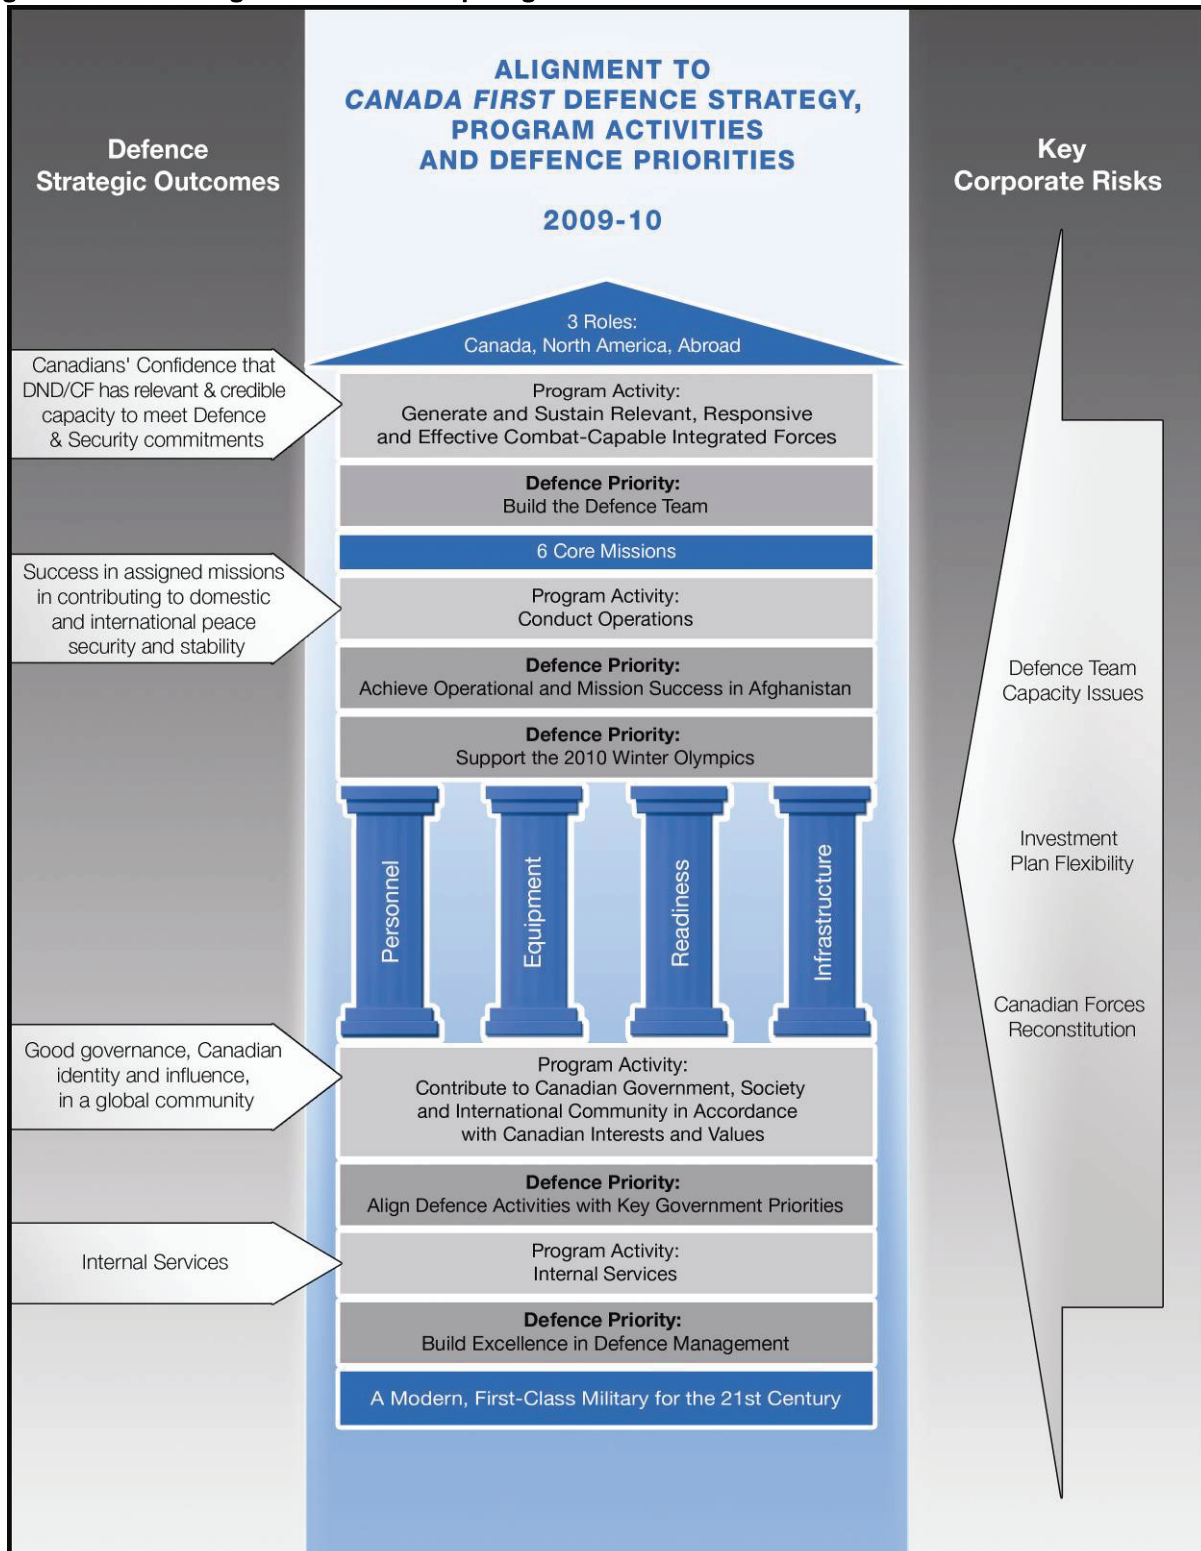 Defence
Strategic Outcomes
ALIGNMENT TO
CANADA FIRST DEFENCE STRATEGY,
PROGRAM ACTIVITIES
AND DEFENCE PRIORITIES
2009-10
Key
Corporate Risks
3 Roles:
Canada, North America, Abroad
Canadians' Confidence that
DND/CF has relevant & credible
capacity to meet Defence
& Security commitments
Program Activity:
Generate and Sustain Relevant, Responsive
and Effective Combat-Capable Integrated Forces
Defence Priority:
Build the Defence Team
6 Core Missions
Success in assigned missions
in contributing to domestic
and international peace
security and stability
Program Activity:
Conduct Operations
Defence Priority:
Achieve Operational and Mission Success in Afghanistan
Defence Priority:
Support the 2010 Winter Olympics
Personnel
Equipment
Readiness
Infrastructure
Good governance, Canadian
identity and influence,
in a global community
Program Activity:
Contribute to Canadian Government, Society
and International Community in Accordance
with Canadian Interests and Values
Defence Priority:
Align Defence Activities with Key Government Priorities
Internal Services
Program Activity:
Internal Services
Defence Priority:
Build Excellence in Defence Management
A Modern, First-Class Military for the 21st Century
Defence Team
Capacity Issues
Investment
Plan Flexibility
Canadian Forces
Reconstitution